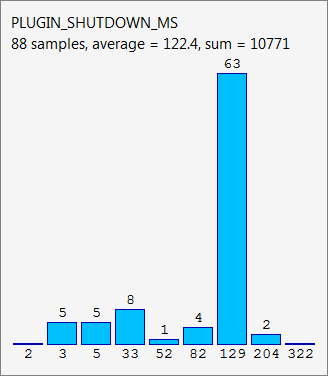 PLUGIN_SHUTDOWN_MS
88 samples, average = 122.4, sum = 10771
63
8
5 5
4
2
1
2 3 5 33 52 82 129 204 322